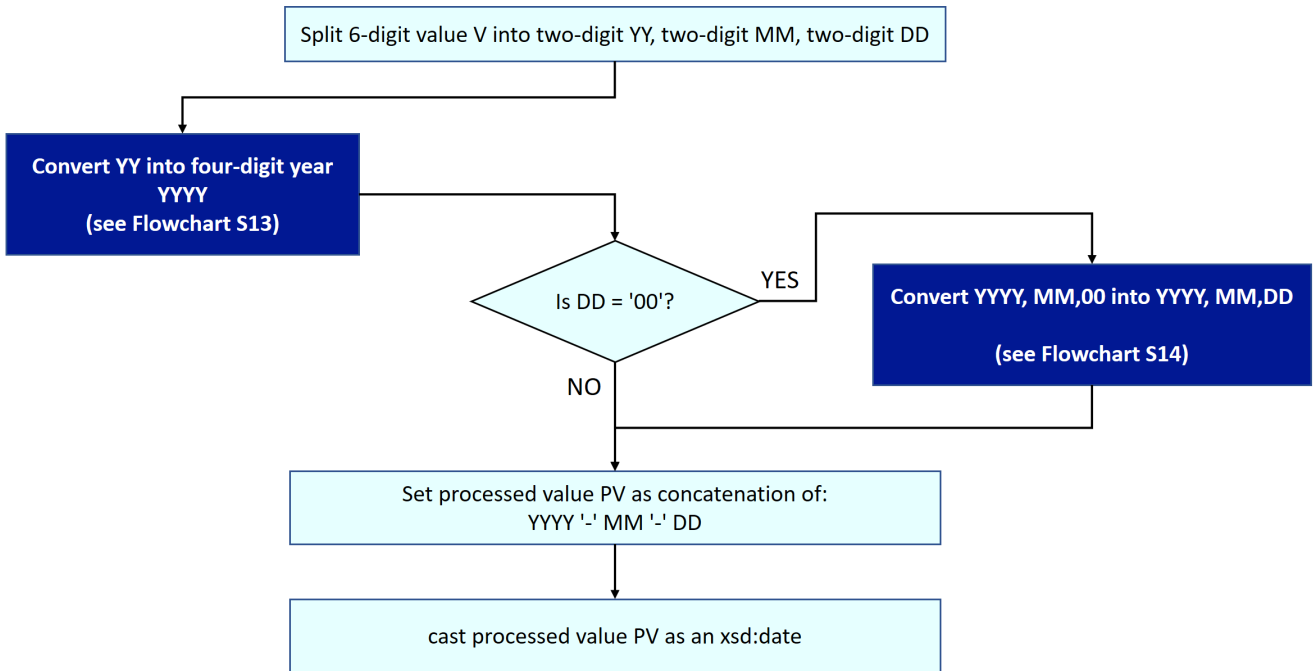 Split 6-digit value V into two-digit YY, two-digit MM, two-digit DD
Convert YY into four-digit year
YYYY
(see Flowchart S13)
Is DD = '00'?
YES
Convert YYYY, MM,00 into YYYY, MM,DD
(see Flowchart S14)
NO
Set processed value PV as concatenation of:
YYYY '-' MM '-' DD
cast processed value PV as an xsd:date